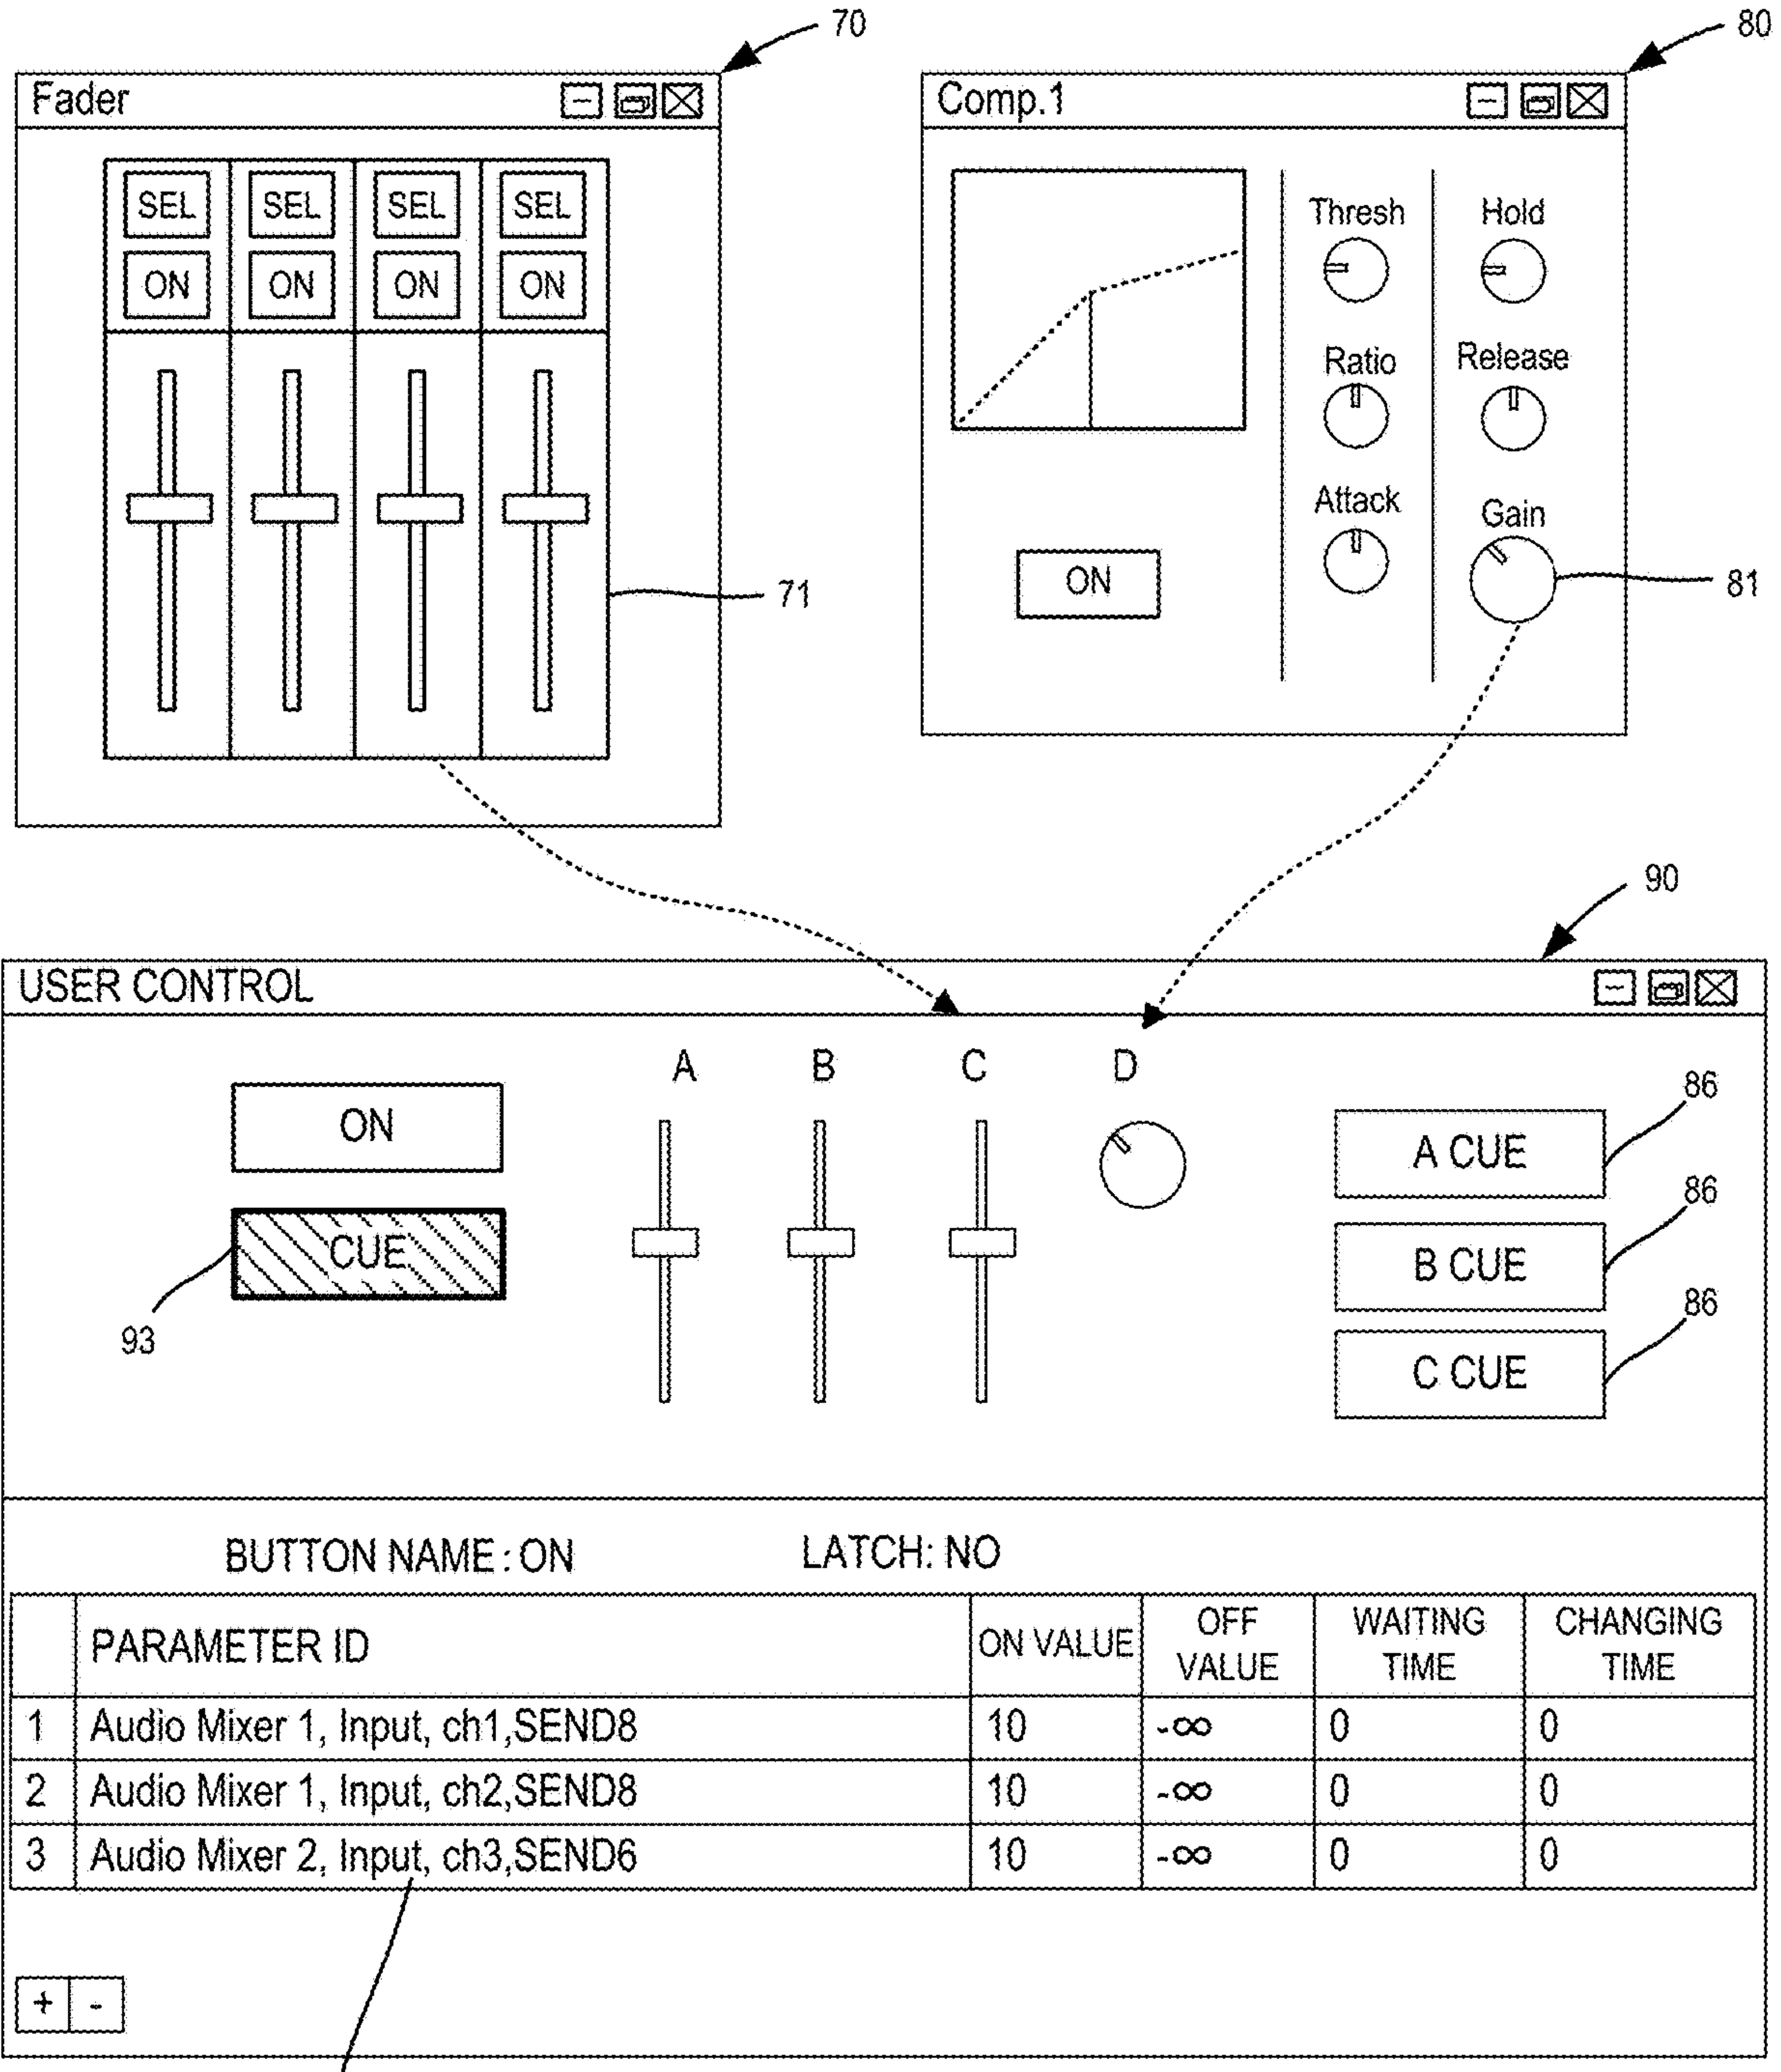 70
80
Fader
Comp.1
SEL SEL SEL SEL
ON ON ON ON
Thresh Hold
Ratio Release
Attack Gain
ON
71
81
90
USER CONTROL
A B C D
ON
CUE
93
A CUE
86
B CUE
86
C CUE
86
BUTTON NAME : ON LATCH: NO
PARAMETER ID ON VALUE OFF VALUE WAITING TIME CHANGING TIME
1 Audio Mixer 1, Input, ch1,SEND8 10 -∞ 0 0
2 Audio Mixer 1, Input, ch2,SEND8 10 -∞ 0 0
3 Audio Mixer 2, Input, ch3,SEND6 10 -∞ 0 0
+ -